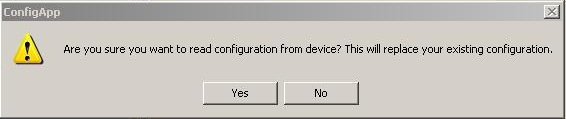 ConfigApp
Are you sure you want to read configuration from device? This will replace your existing configuration.
Yes No